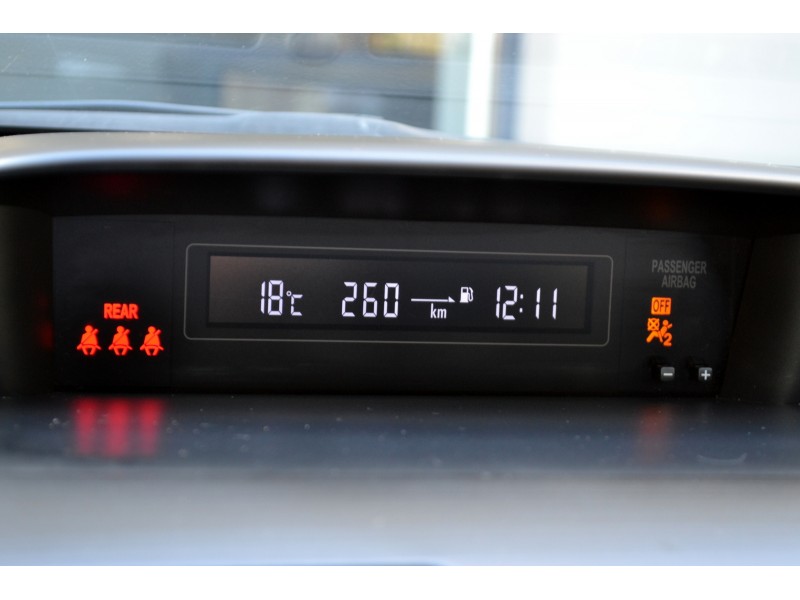 REAR
18°C 260 km 12:11
PASSENGER
AIRBAG
OFF
2
- +